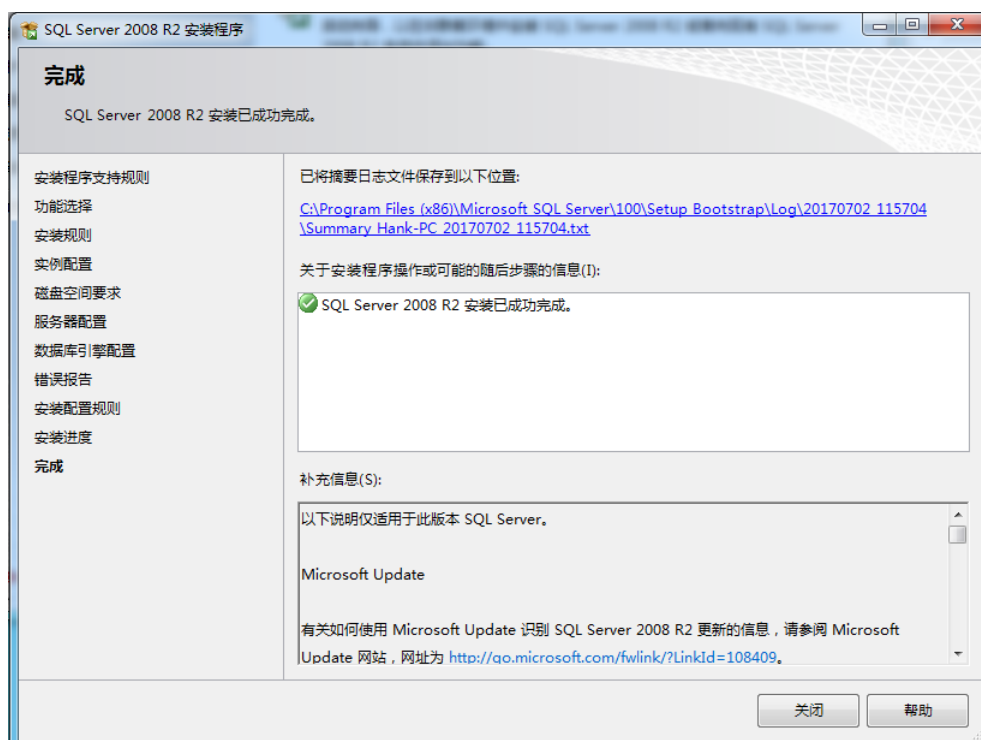 SQL Server 2008 R2 安装程序
完成
SQL Server 2008 R2 安装已成功完成。
安装程序支持规则
功能选择
安装规则
实例配置
磁盘空间要求
服务器配置
数据库引擎配置
错误报告
安装配置规则
安装进度
完成
已将摘要日志文件保存到以下位置:
C:\Program Files (x86)\Microsoft SQL Server\100\Setup Bootstrap\Log\20170702_115704
\Summary_Hank-PC_20170702_115704.txt
关于安装程序操作或可能的随后步骤的信息(I):
SQL Server 2008 R2 安装已成功完成。
补充信息(S):
以下说明仅适用于此版本 SQL Server。
Microsoft Update
有关如何使用 Microsoft Update 识别 SQL Server 2008 R2 更新的信息，请参阅 Microsoft
Update 网站，网址为 http://go.microsoft.com/fwlink/?LinkId=108409。
关闭
帮助